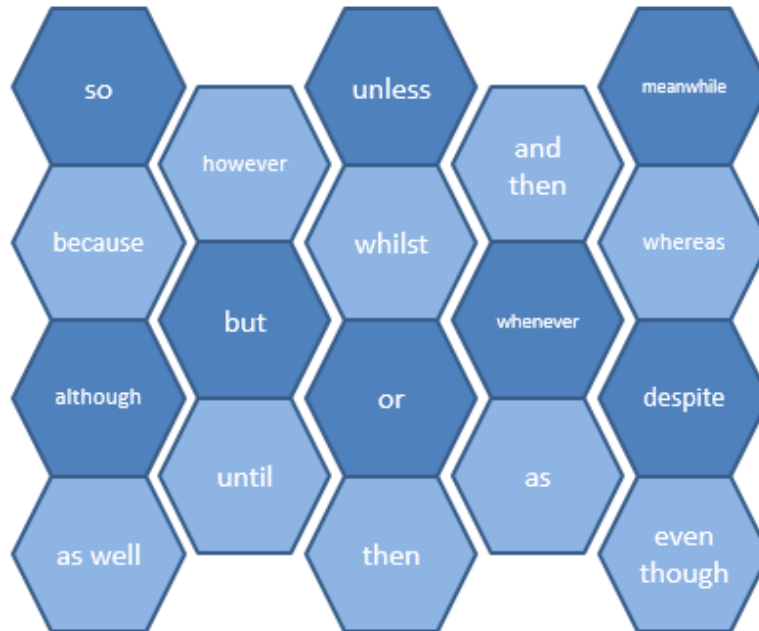 so
unless
meanwhile
however
and
then
because
whilst
whereas
but
whenever
although
or
despite
until
as
as well
then
even
though